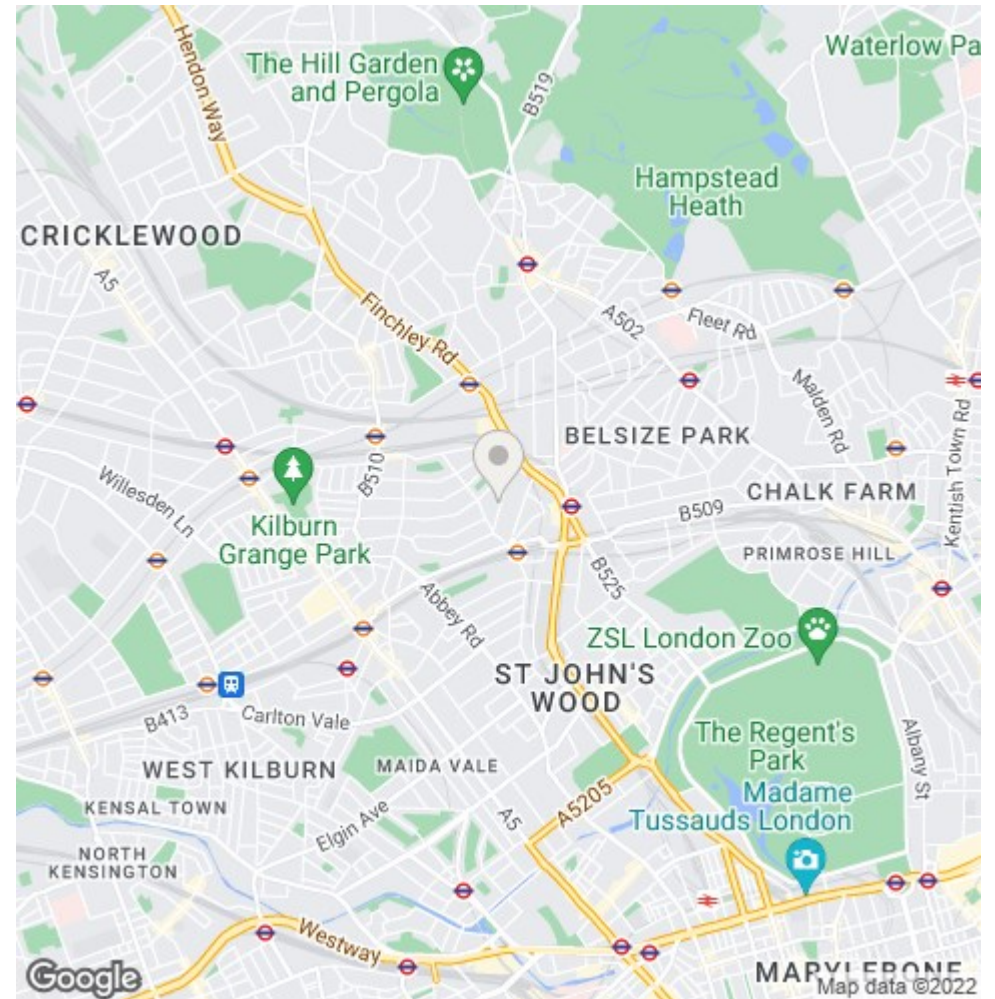 Hendon Way
The Hill Garden
and Pergola
B519
Waterlow Pa
Hampstead
Heath
CRICKLEWOOD
A5
Finchley Rd
A502
Fleet Rd
Malden Rd
Kentish Town Rd
BELSIZE PARK
B510
Willesden Ln
Kilburn
Grange Park
CHALK FARM
B509
PRIMROSE HILL
B525
Abbey Rd
ZSL London Zoo
ST JOHN'S
WOOD
B413
Carlton Vale
The Regent's
Park
Albany St
WEST KILBURN
MAIDA VALE
Madame
Tussauds London
KENSAL TOWN
Elgin Ave
A5
A5205
NORTH
KENSINGTON
Westway
MARYLEBONE
Google
Map data ©2022